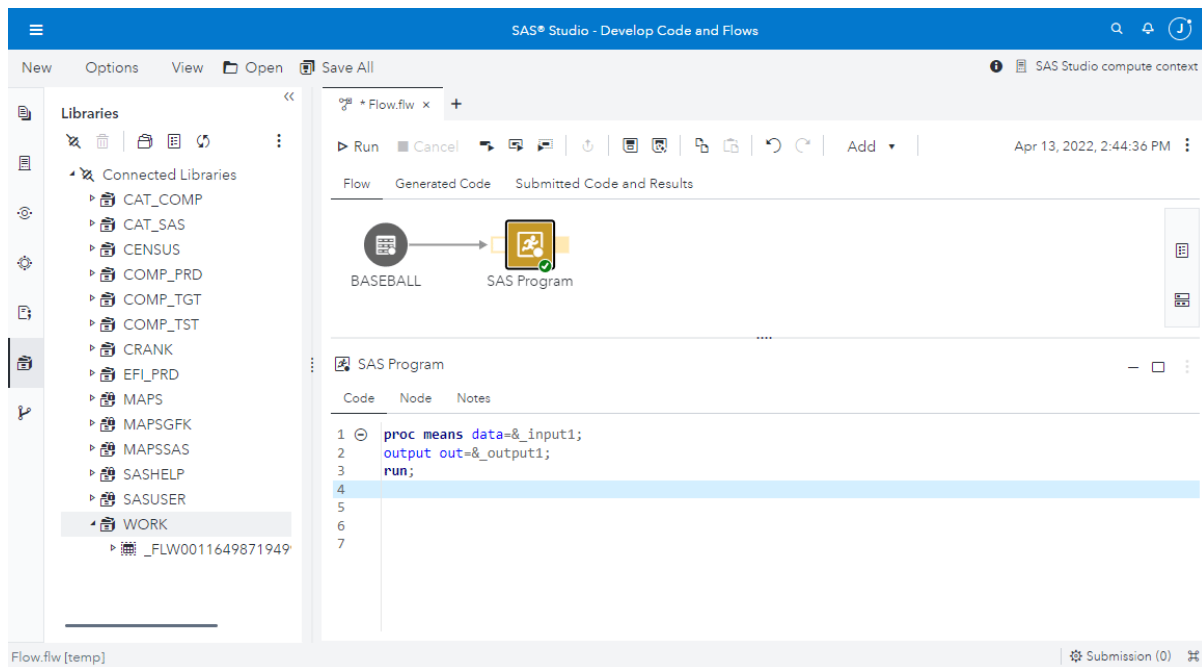 SAS® Studio - Develop Code and Flows
J
New Options View Open Save All
SAS Studio compute context
Libraries
Connected Libraries
CAT_COMP
CAT_SAS
CENSUS
COMP_PRD
COMP_TGT
COMP_TST
CRANK
EFI_PRD
MAPS
MAPSGFK
MAPSSAS
SASHELP
SASUSER
WORK
_FLW0011649871949
* Flow.flw × +
Run Cancel Add Apr 13, 2022, 2:44:36 PM
Flow Generated Code Submitted Code and Results
BASEBALL SAS Program
SAS Program
Code Node Notes
1 proc means data=&_input1;
2 output out=&_output1;
3 run;
4
5
6
7
Flow.flw [temp] Submission (0)